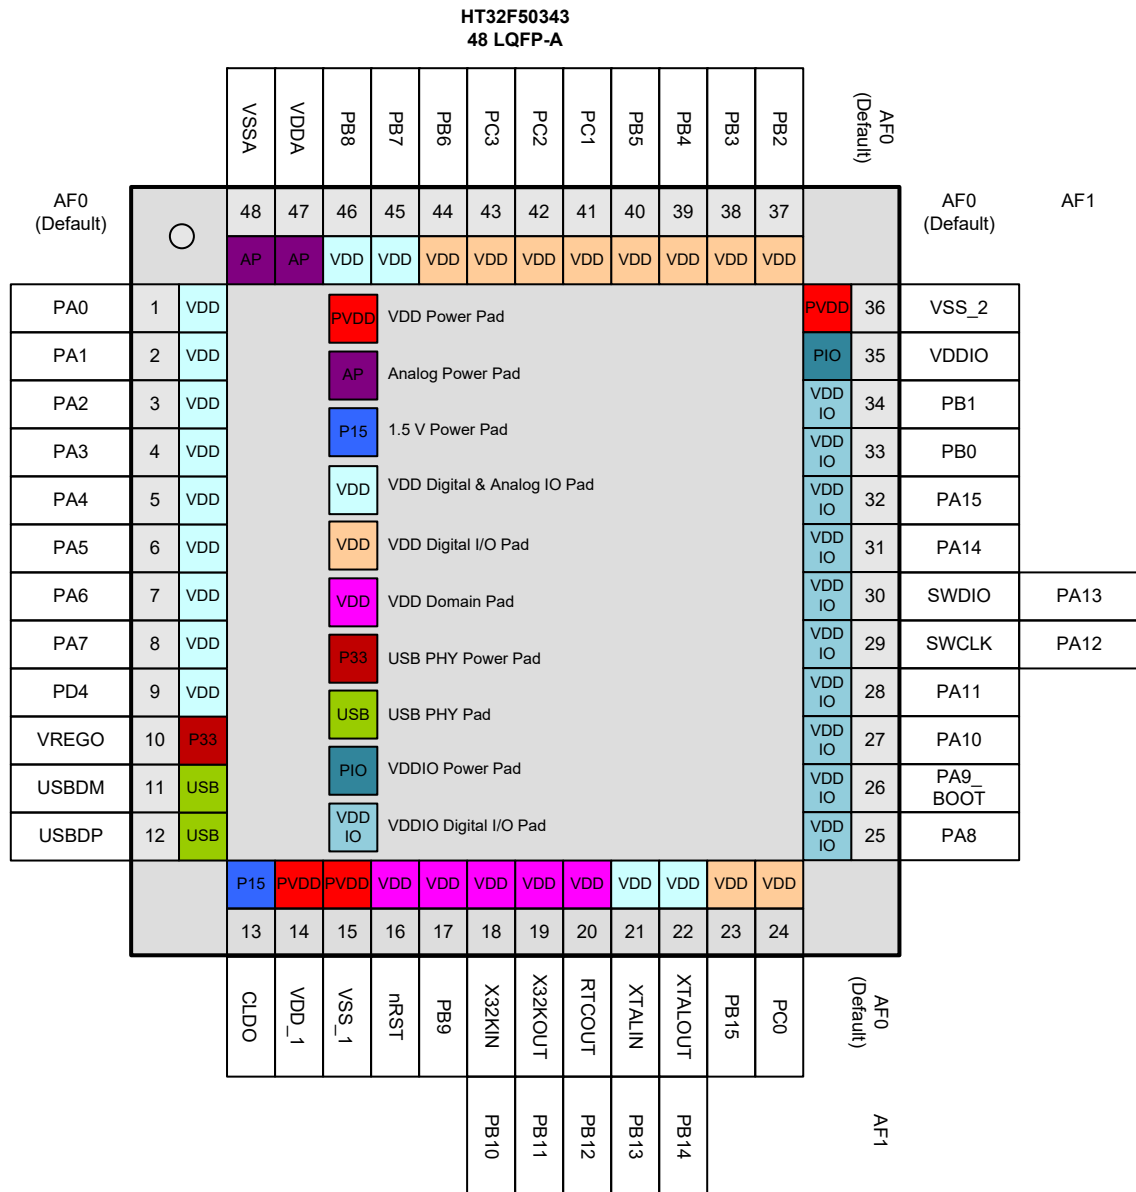 HT32F50343
48 LQFP-A
VSSA VDDA PB8 PB7 PB6 PC3 PC2 PC1 PB5 PB4 PB3 PB2
AF0
(Default)
AF0
(Default)
AF0
(Default)
AF1
48 47 46 45 44 43 42 41 40 39 38 37
AP AP VDD VDD VDD VDD VDD VDD VDD VDD VDD VDD
PA0 1 VDD
PA1 2 VDD
PA2 3 VDD
PA3 4 VDD
PA4 5 VDD
PA5 6 VDD
PA6 7 VDD
PA7 8 VDD
PD4 9 VDD
VREGO 10 P33
USBDM 11 USB
USBDP 12 USB
PVDD VDD Power Pad
AP Analog Power Pad
P15 1.5 V Power Pad
VDD VDD Digital & Analog IO Pad
VDD VDD Digital I/O Pad
VDD VDD Domain Pad
P33 USB PHY Power Pad
USB USB PHY Pad
PIO VDDIO Power Pad
VDD
IO
VDDIO Digital I/O Pad
PVDD 36 VSS_2
PIO 35 VDDIO
VDD
IO
34 PB1
VDD
IO
33 PB0
VDD
IO
32 PA15
VDD
IO
31 PA14
VDD
IO
30 SWDIO PA13
VDD
IO
29 SWCLK PA12
VDD
IO
28 PA11
VDD
IO
27 PA10
VDD
IO
26
PA9_
BOOT
VDD
IO
25 PA8
P15 PVDD PVDD VDD VDD VDD VDD VDD VDD VDD VDD VDD
13 14 15 16 17 18 19 20 21 22 23 24
CLDO VDD_1 VSS_1 nRST PB9 X32KIN X32KOUT RTCOUT XTALIN XTALOUT PB15 PC0
AF0
(Default)
PB10 PB11 PB12 PB13 PB14
AF1